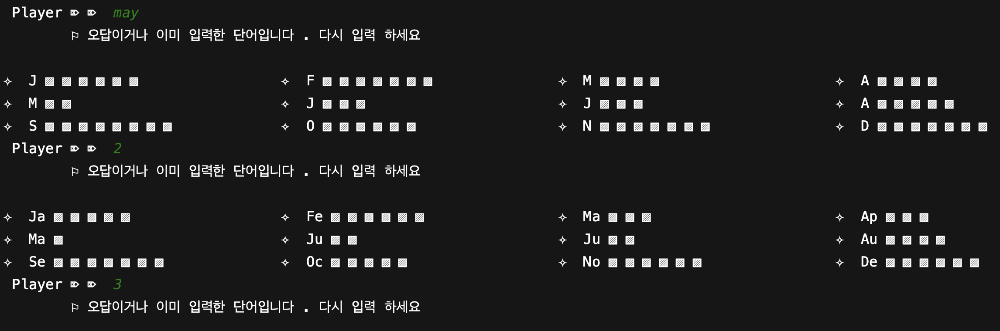 Player ⌦ ⌦ may
⚐ 오답이거나 이미 입력한 단어입니다 . 다시 입력 하세요
✧ J ▨ ▨ ▨ ▨ ▨ ▨ ✧ F ▨ ▨ ▨ ▨ ▨ ▨ ▨ ✧ M ▨ ▨ ▨ ▨ ✧ A ▨ ▨ ▨ ▨
✧ M ▨ ▨ ✧ J ▨ ▨ ▨ ✧ J ▨ ▨ ▨ ✧ A ▨ ▨ ▨ ▨ ▨
✧ S ▨ ▨ ▨ ▨ ▨ ▨ ▨ ▨ ✧ O ▨ ▨ ▨ ▨ ▨ ▨ ✧ N ▨ ▨ ▨ ▨ ▨ ▨ ▨ ✧ D ▨ ▨ ▨ ▨ ▨ ▨ ▨
Player ⌦ ⌦ 2
⚐ 오답이거나 이미 입력한 단어입니다 . 다시 입력 하세요
✧ Ja ▨ ▨ ▨ ▨ ▨ ✧ Fe ▨ ▨ ▨ ▨ ▨ ▨ ✧ Ma ▨ ▨ ▨ ✧ Ap ▨ ▨ ▨
✧ Ma ▨ ✧ Ju ▨ ▨ ✧ Ju ▨ ▨ ✧ Au ▨ ▨ ▨ ▨
✧ Se ▨ ▨ ▨ ▨ ▨ ▨ ▨ ✧ Oc ▨ ▨ ▨ ▨ ▨ ✧ No ▨ ▨ ▨ ▨ ▨ ▨ ✧ De ▨ ▨ ▨ ▨ ▨ ▨
Player ⌦ ⌦ 3
⚐ 오답이거나 이미 입력한 단어입니다 . 다시 입력 하세요